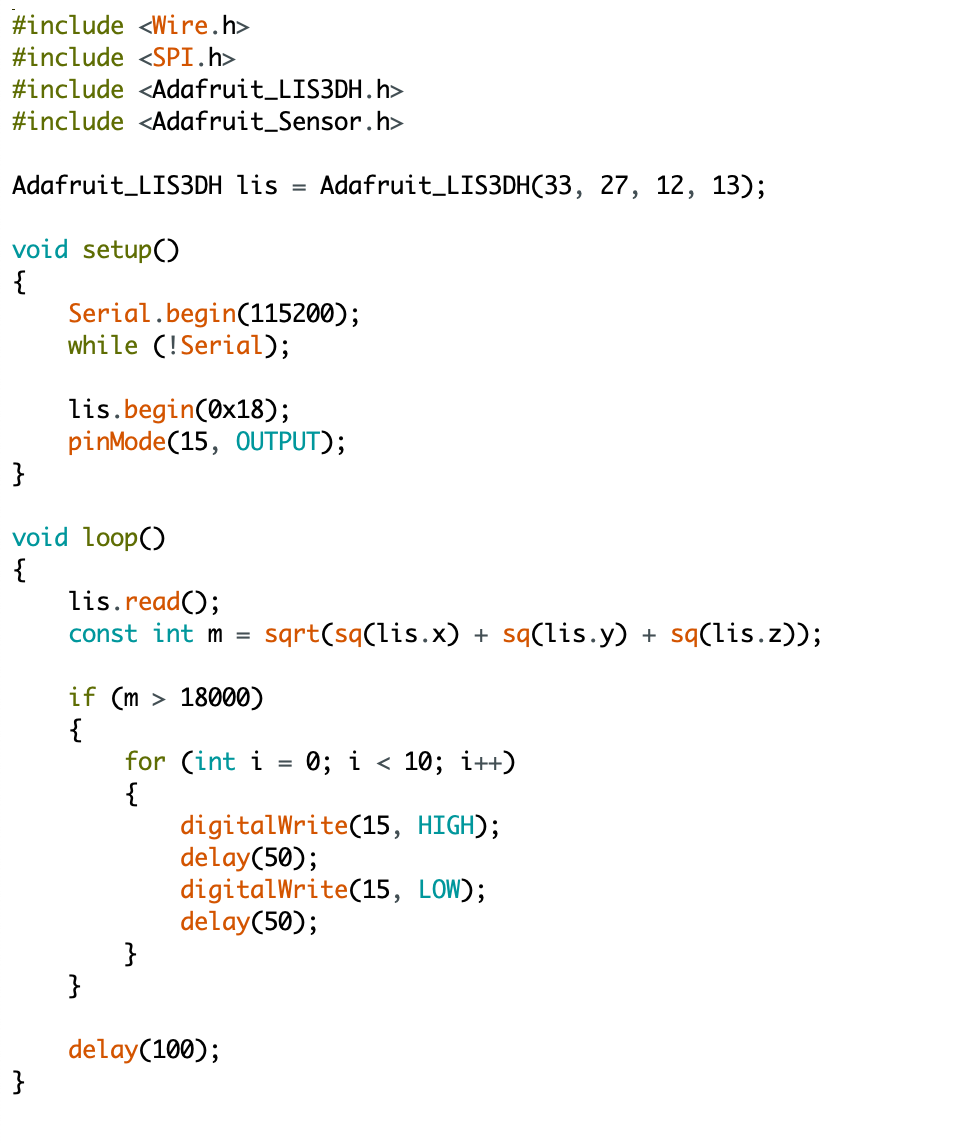 #include <Wire.h>
#include <SPI.h>
#include <Adafruit_LIS3DH.h>
#include <Adafruit_Sensor.h>

Adafruit_LIS3DH lis = Adafruit_LIS3DH(33, 27, 12, 13);

void setup()
{
    Serial.begin(115200);
    while (!Serial);

    lis.begin(0x18);
    pinMode(15, OUTPUT);
}

void loop()
{
    lis.read();
    const int m = sqrt(sq(lis.x) + sq(lis.y) + sq(lis.z));

    if (m > 18000)
    {
        for (int i = 0; i < 10; i++)
        {
            digitalWrite(15, HIGH);
            delay(50);
            digitalWrite(15, LOW);
            delay(50);
        }
    }

    delay(100);
}